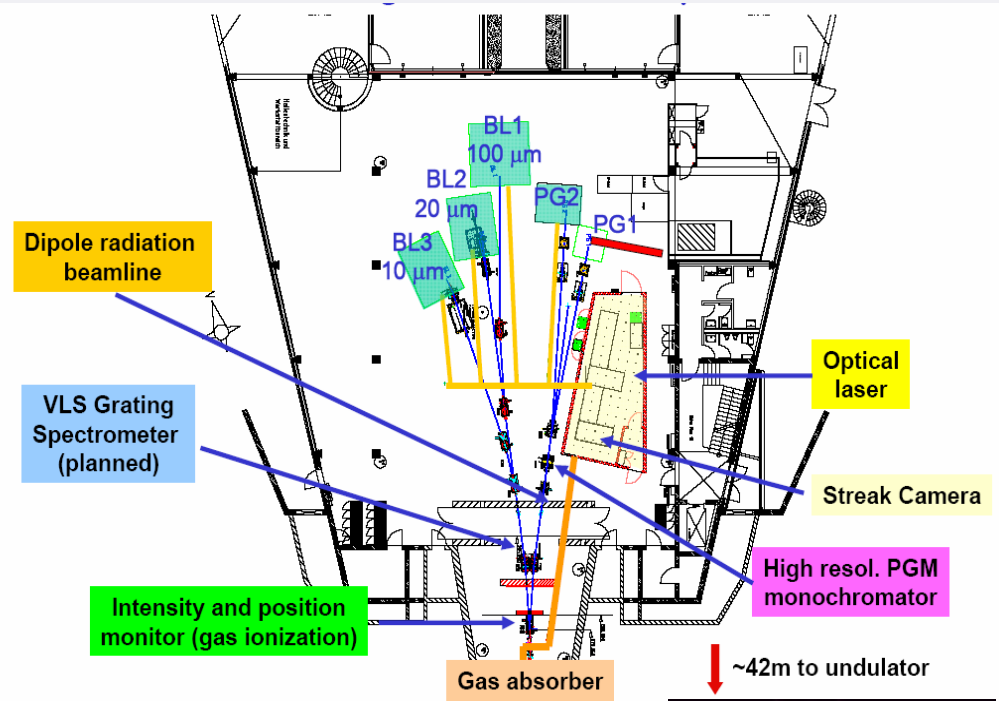 BL1
100 μm
BL2
20 μm
PG2
PG1
BL3
10 μm
Dipole radiation
beamline
N
Optical
laser
VLS Grating
Spectrometer
(planned)
Streak Camera
High resol. PGM
monochromator
Intensity and position
monitor (gas ionization)
Gas absorber
~42m to undulator